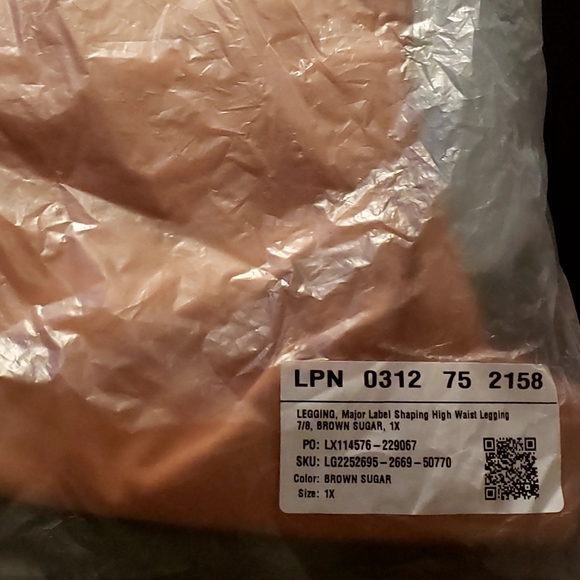 LPN 0312 75 2158
LEGGING, Major Label Shaping High Waist Legging
7/8, BROWN SUGAR, 1X
PO: LX114576-229067
SKU: LG2252695-2669-50770
Color: BROWN SUGAR
Size: 1X